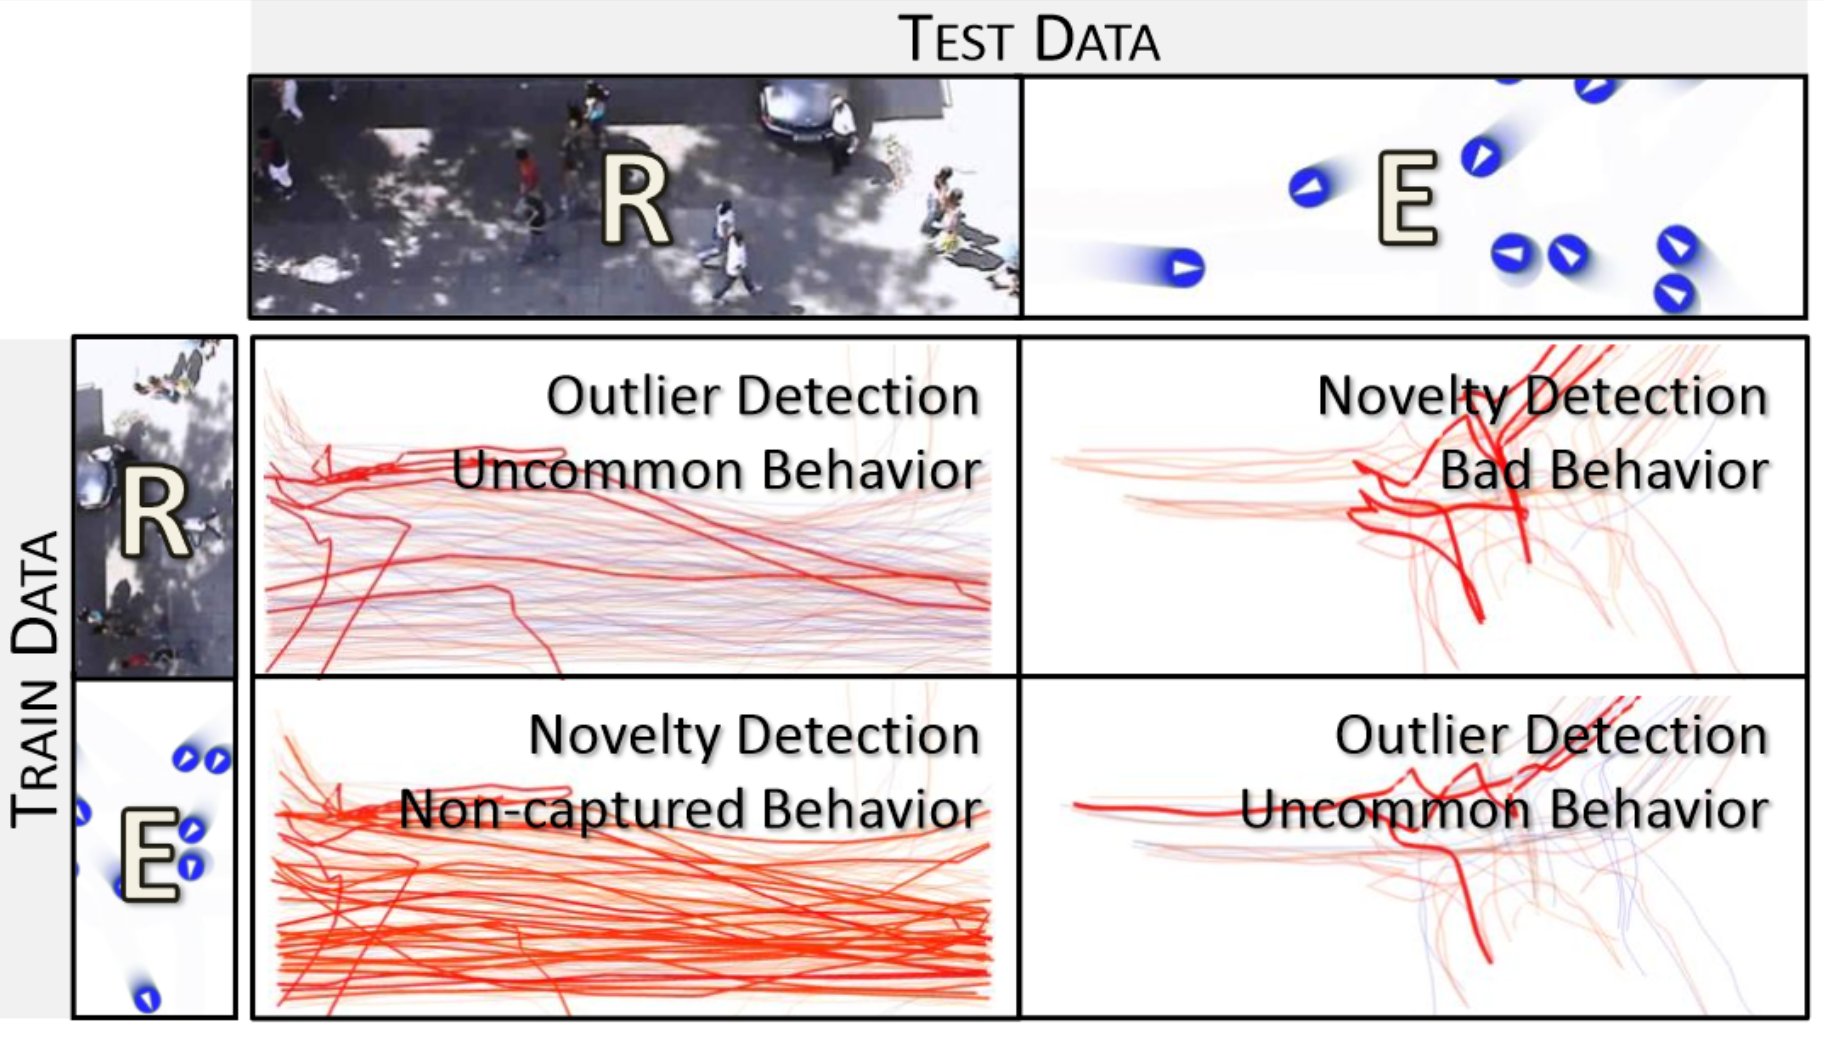 TEST DATA
R
E
TRAIN DATA
R
Outlier Detection
Uncommon Behavior
Novelty Detection
Bad Behavior
E
Novelty Detection
Non-captured Behavior
Outlier Detection
Uncommon Behavior